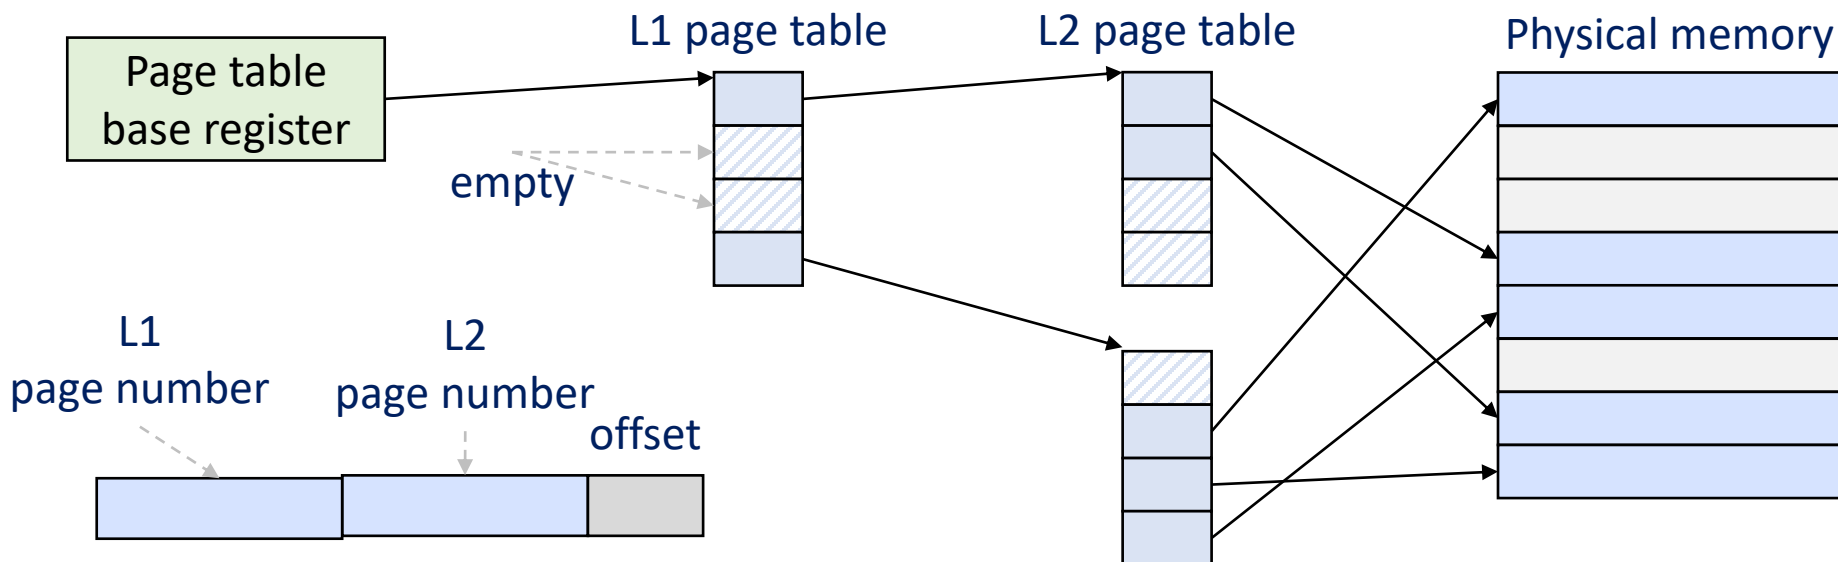 L1 page table
L2 page table
Physical memory
Page table
base register
empty
L1
page number
L2
page number
offset